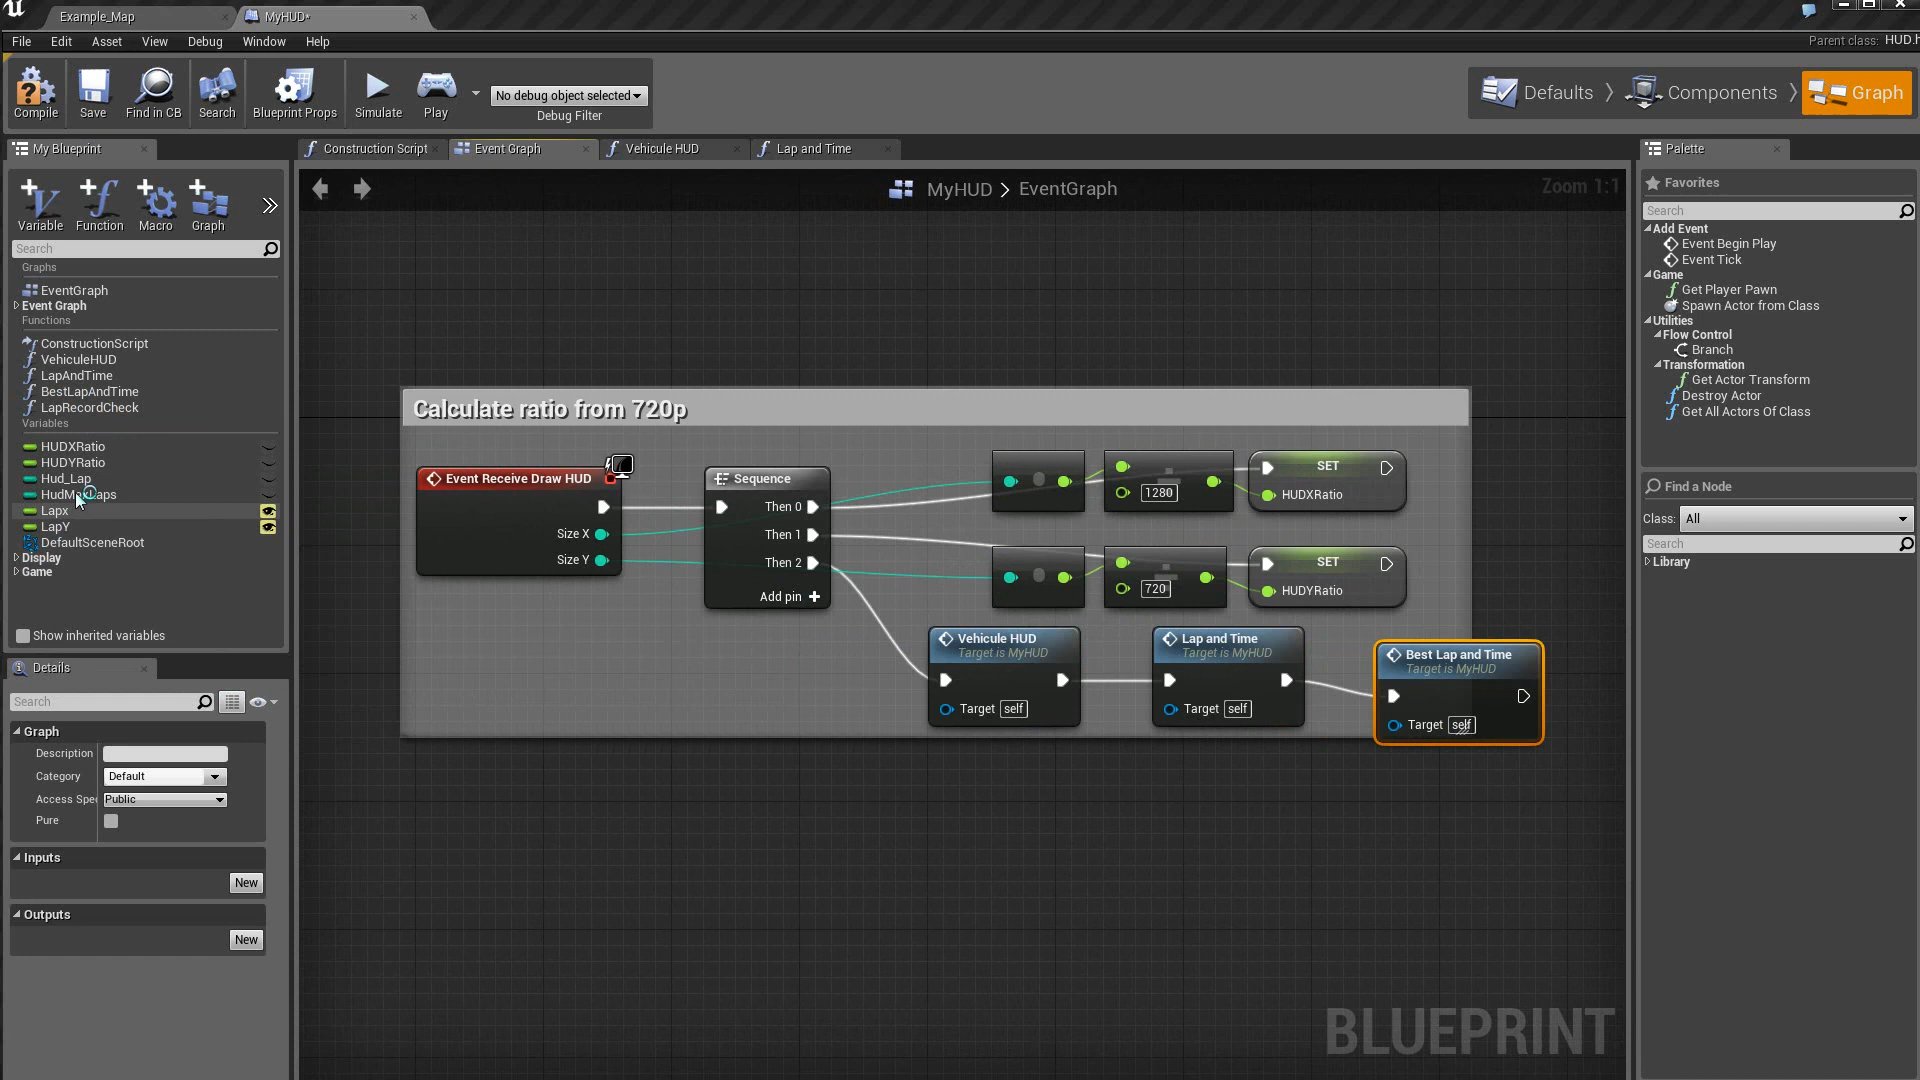 Example_Map
MyHUD*
File Edit Asset View Debug Window Help
Parent class: HUD.h
Compile Save Find in CB Search Blueprint Props Simulate Play
No debug object selected
Debug Filter
Defaults Components Graph
My Blueprint
Construction Script Event Graph Vehicule HUD Lap and Time
Palette
MyHUD > EventGraph
Zoom 1:1
Variable Function Macro Graph
Search
Graphs
EventGraph
Event Graph
Functions
ConstructionScript
VehiculeHUD
LapAndTime
BestLapAndTime
LapRecordCheck
Variables
HUDXRatio
HUDYRatio
Hud_Lap
Lapx
LapY
DefaultSceneRoot
Display
Game
Show inherited variables
Details
Search
Graph
Description
Category Default
Access Spec Public
Pure
Inputs
New
Outputs
New
Calculate ratio from 720p
Event Receive Draw HUD
Size X
Size Y
Sequence
Then 0
Then 1
Then 2
Add pin
1280
SET
HUDXRatio
720
SET
HUDYRatio
Vehicule HUD
Target is MyHUD
Target self
Lap and Time
Target is MyHUD
Target self
Best Lap and Time
Target is MyHUD
Target self
BLUEPRINT
Favorites
Search
Add Event
Event Begin Play
Event Tick
Game
Get Player Pawn
Spawn Actor from Class
Utilities
Flow Control
Branch
Transformation
Get Actor Transform
Destroy Actor
Get All Actors Of Class
Find a Node
Class: All
Search
Library